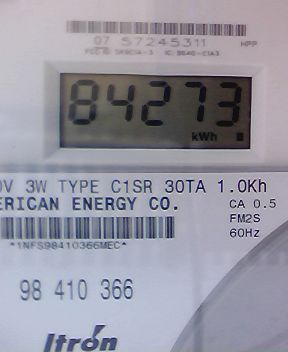 07 57245311 HPP
84273
kWh
0V 3W TYPE C1SR 30TA 1.0Kh
ERICAN ENERGY CO. CA 0.5
FM2S
*1NFS98410366MEC* 60Hz
98 410 366
Itron